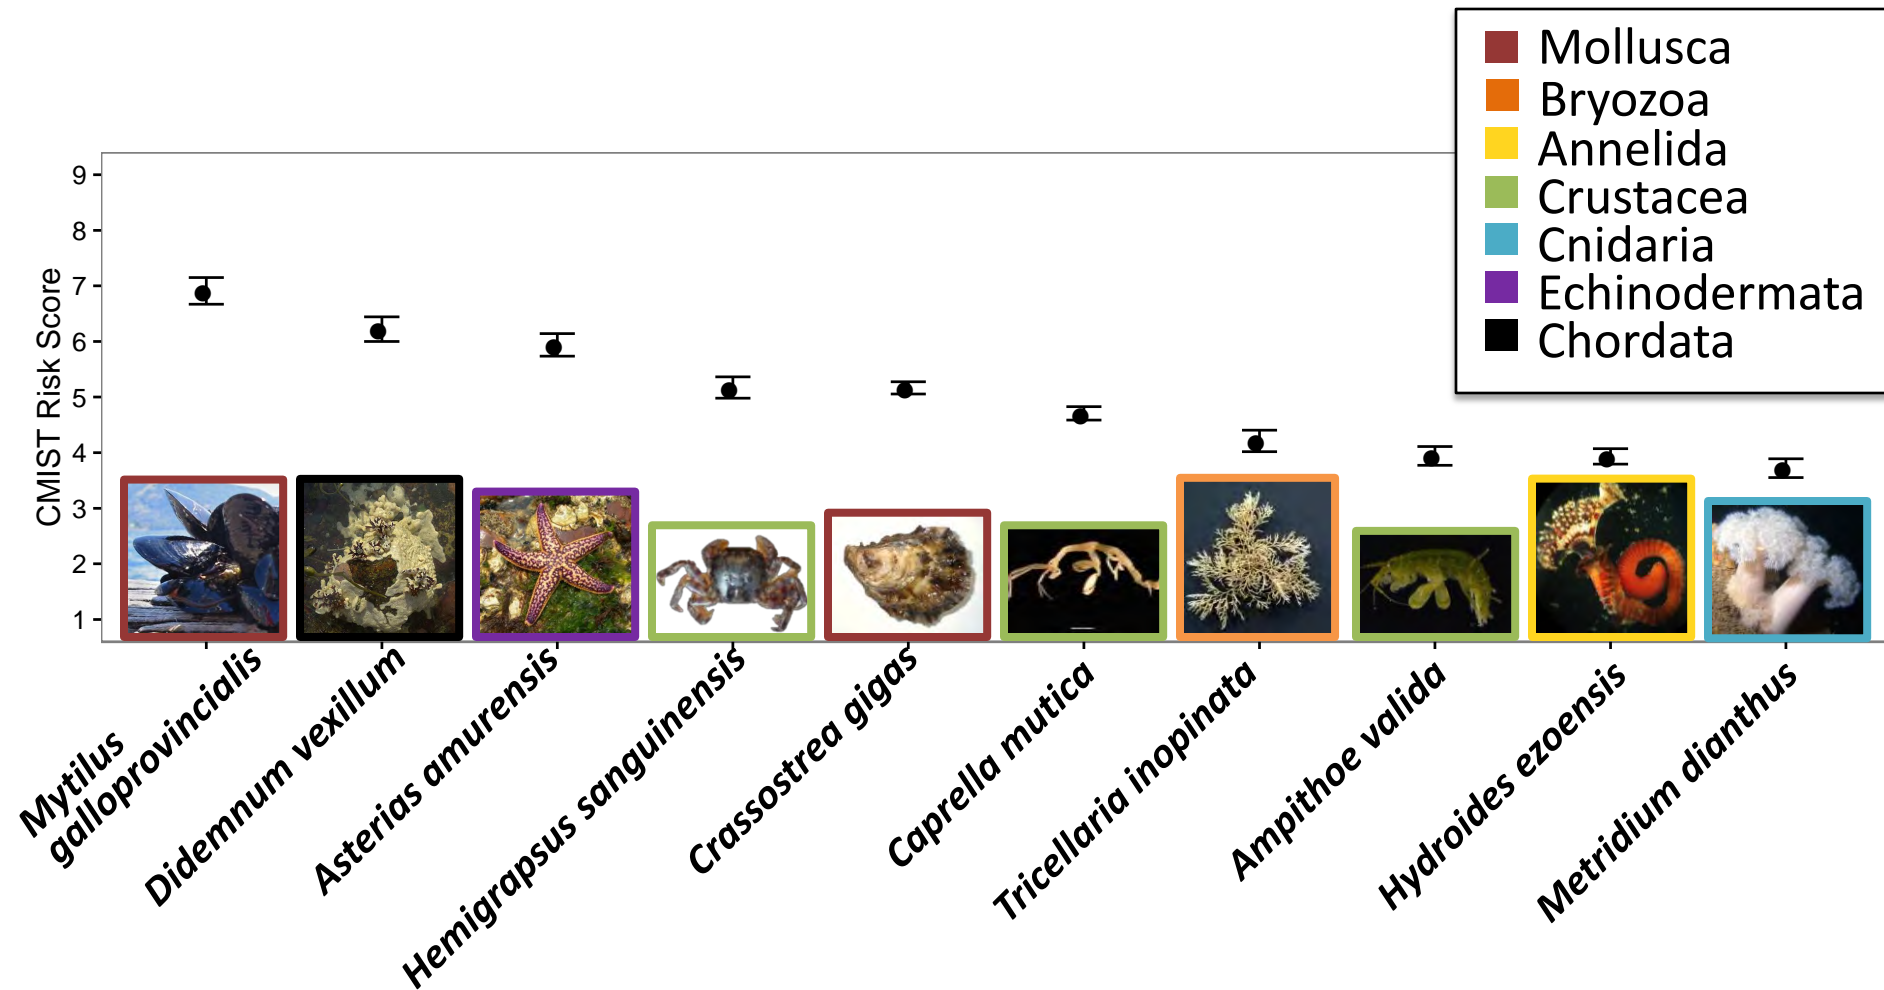 Mollusca
Bryozoa
Annelida
Crustacea
Cnidaria
Echinodermata
Chordata
CMIST Risk Score
9
8
7
6
5
4
3
2
1
Mytilus
galloprovincialis
Didemnum vexillum
Asterias amurensis
Hemigrapsus sanguinensis
Crassostrea gigas
Caprella mutica
Tricellaria inopinata
Ampithoe valida
Hydroides ezoensis
Metridium dianthus